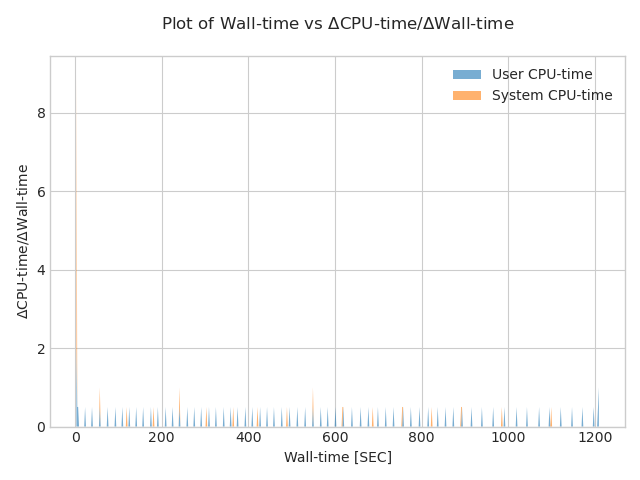 Plot of Wall-time vs ΔCPU-time/ΔWall-time
User CPU-time
System CPU-time
ΔCPU-time/ΔWall-time
8
6
4
2
0
0 200 400 600 800 1000 1200
Wall-time [SEC]